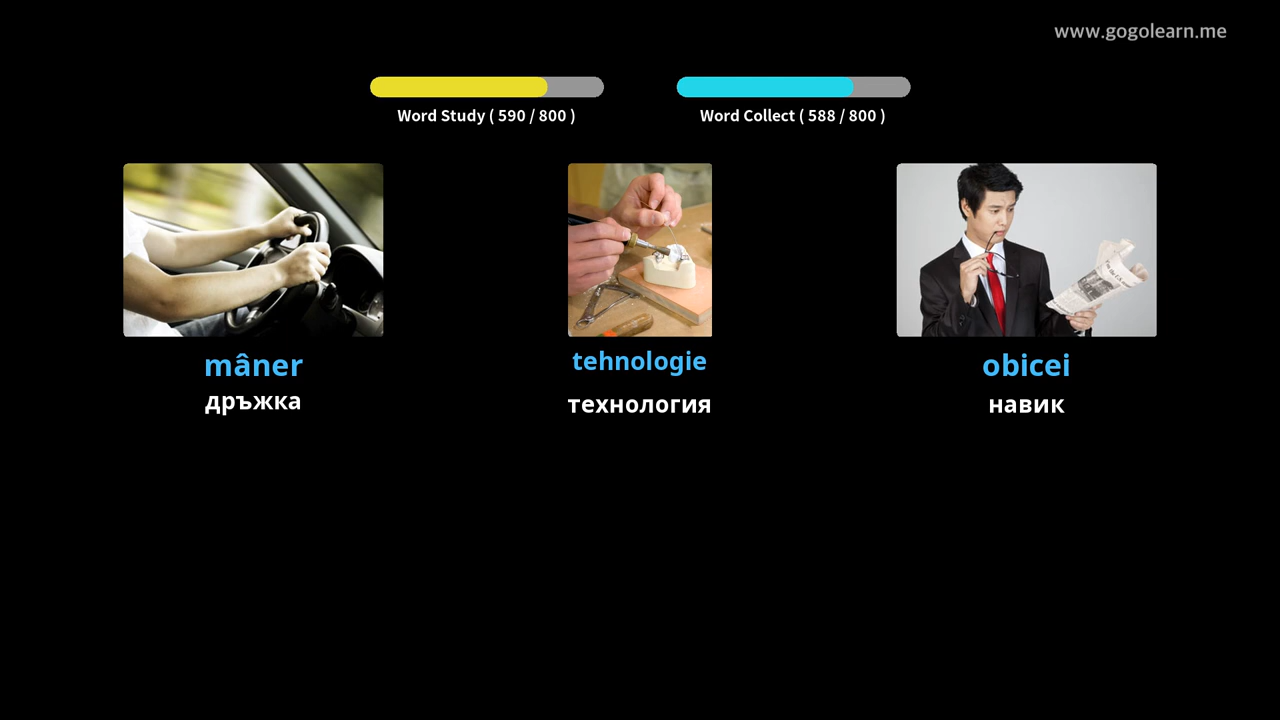 www.gogolearn.me
Word Study ( 590 / 800 )
Word Collect ( 588 / 800 )
mâner
tehnologie
obicei
дръжка
технология
навик